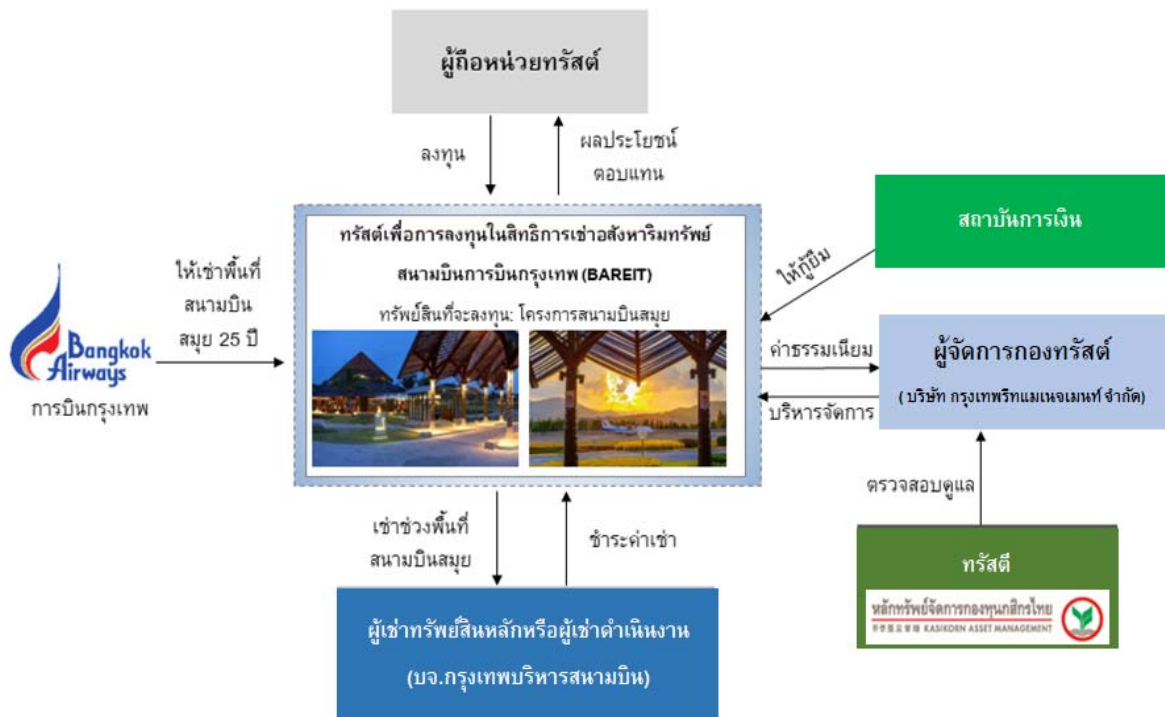 ผู้ถือหน่วยทรัสต์
ลงทุน
ผลประโยชน์
ตอบแทน
ทรัสต์เพื่อการลงทุนในสิทธิการเช่าอสังหาริมทรัพย์
สนามบินการบินกรุงเทพ (BAREIT)
ทรัพย์สินที่จะลงทุน: โครงการสนามบินสมุย
สถาบันการเงิน
ให้กู้ยืม
ให้เช่าพื้นที่
สนามบิน
สมุย 25 ปี
Bangkok
Airways
การบินกรุงเทพ
ค่าธรรมเนียม
บริหารจัดการ
ผู้จัดการกองทรัสต์
( บริษัท กรุงเทพรีทแมเนจเมนท์ จำกัด)
ตรวจสอบดูแล
ทรัสตี
หลักทรัพย์จัดการกองทุนกสิกรไทย
KASIKORN ASSET MANAGEMENT
เช่าช่วงพื้นที่
สนามบินสมุย
ชำระค่าเช่า
ผู้เช่าทรัพย์สินหลักหรือผู้เช่าดำเนินงาน
(บจ.กรุงเทพบริหารสนามบิน)